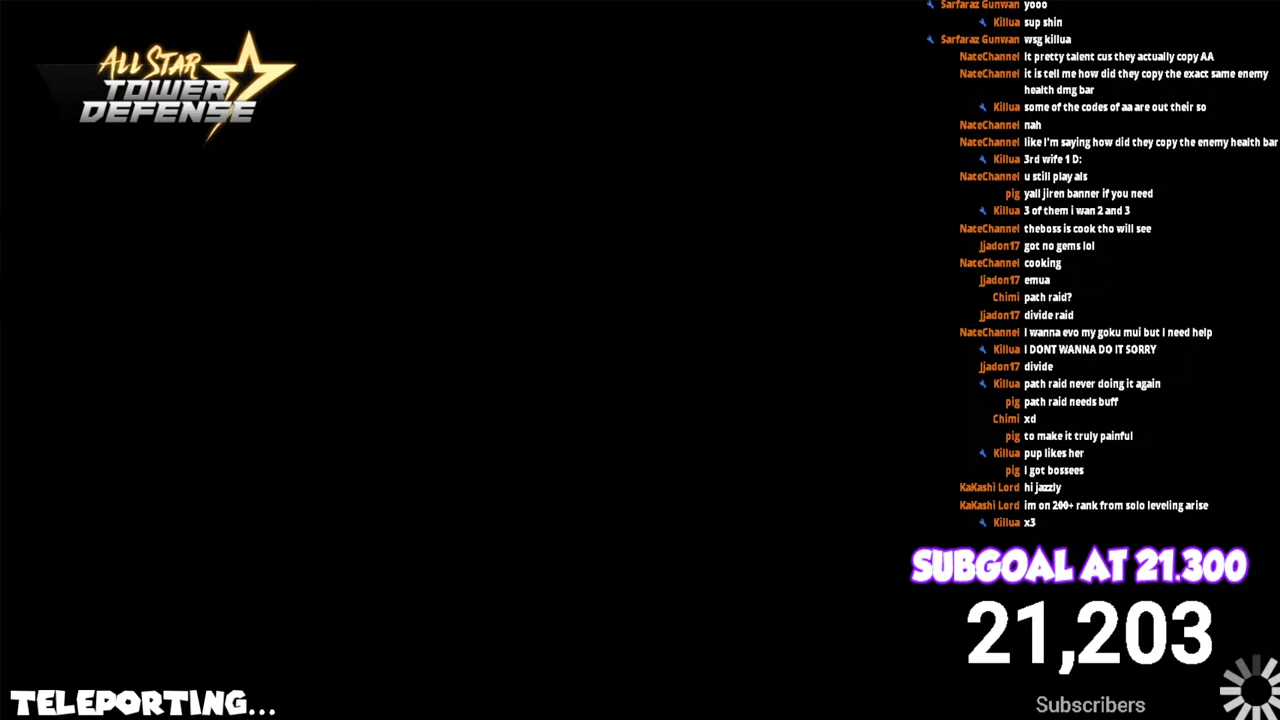 ALL STAR
TOWER
DEFENSE
Sarfaraz Gunwan yooo
Killua sup shin
Sarfaraz Gunwan wsg killua
NateChannel It pretty talent cus they actually copy AA
NateChannel it is tell me how did they copy the exact same enemy
health dmg bar
Killua some of the codes of aa are out their so
NateChannel nah
NateChannel like I'm saying how did they copy the enemy health bar
Killua 3rd wife 1 D:
NateChannel u still play als
pig yall jiren banner if you need
Killua 3 of them i wan 2 and 3
NateChannel theboss is cook tho will see
Jjadon17 got no gems lol
NateChannel cooking
Jjadon17 emua
Chimi path raid?
Jjadon17 divide raid
NateChannel I wanna evo my goku mui but I need help
Killua I DONT WANNA DO IT SORRY
Jjadon17 divide
Killua path raid never doing it again
pig path raid needs buff
Chimi xd
pig to make it truly painful
Killua pup likes her
pig I got bossees
KaKashì Lord hi jazzly
KaKashì Lord im on 200+ rank from solo leveling arise
Killua x3
SUBGOAL AT 21.300
21,203
Subscribers
TELEPORTING...